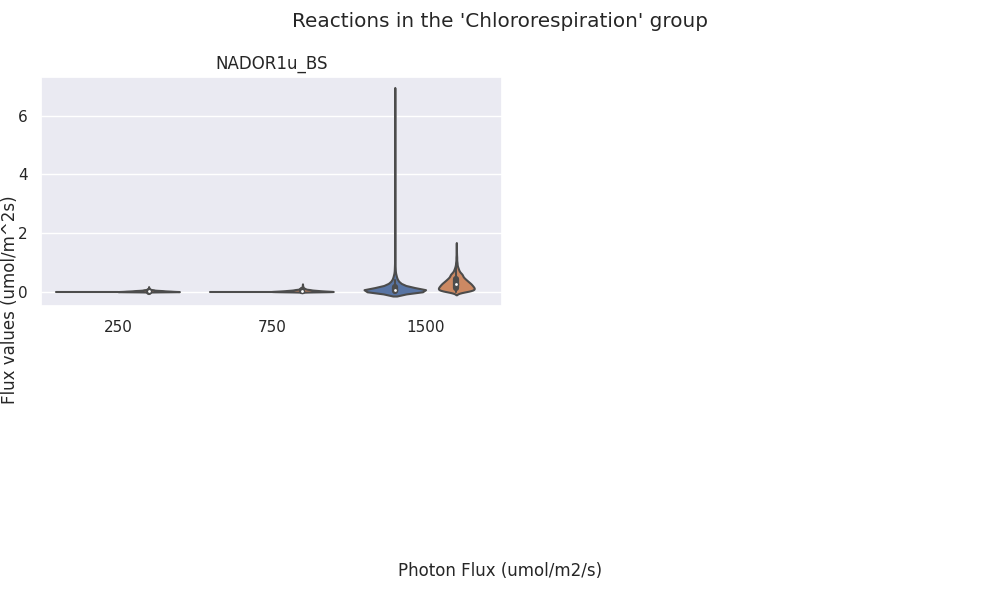 Reactions in the 'Chlororespiration' group
NADOR1u_BS
6
4
2
0
250 750 1500
Flux values (umol/m^2s)
Photon Flux (umol/m2/s)